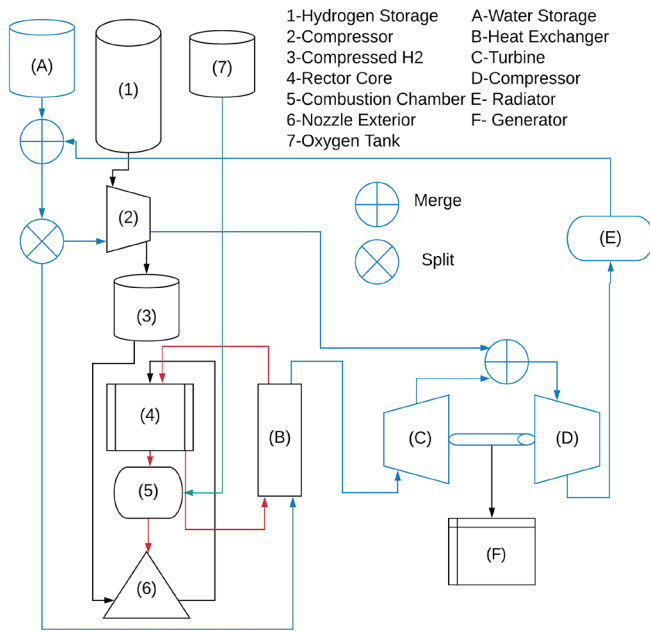 1-Hydrogen Storage
2-Compressor
3-Compressed H2
4-Rector Core
5-Combustion Chamber
6-Nozzle Exterior
7-Oxygen Tank
A-Water Storage
B-Heat Exchanger
C-Turbine
D-Compressor
E- Radiator
F- Generator
(A)
(1)
(7)
(2)
Merge
Split
(E)
(3)
(4)
(B)
(C)
(D)
(5)
(F)
(6)